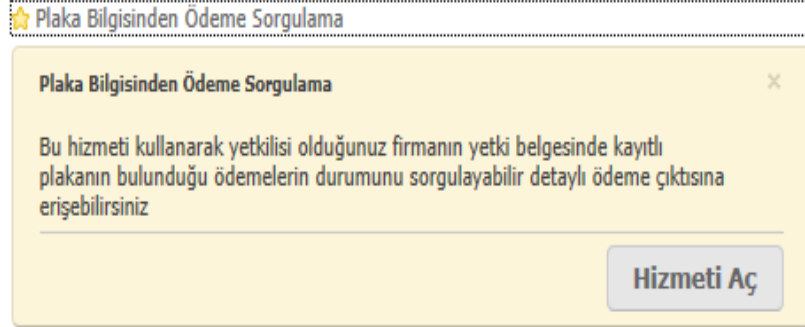 Plaka Bilgisinden Ödeme Sorgulama
Plaka Bilgisinden Ödeme Sorgulama
×
Bu hizmeti kullanarak yetkilisi olduğunuz firmanın yetki belgesinde kayıtlı
plakanın bulunduğu ödemelerin durumunu sorgulayabilir detaylı ödeme çıktısına
erişebilirsiniz
Hizmeti Aç